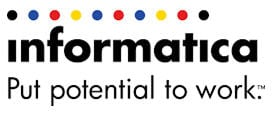 informatica
Put potential to work.™